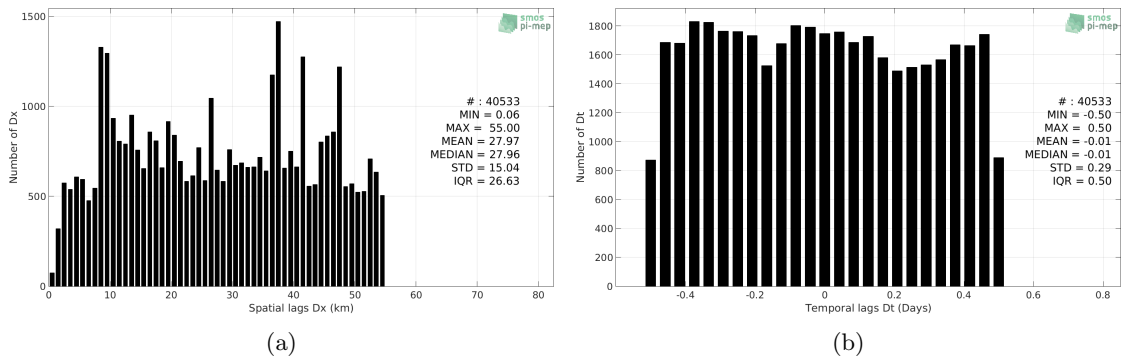 1500
1000
500
0
0 10 20 30 40 50 60 70 80
Number of Dx
Spatial lags Dx (km)
smos
pi-mep
# : 40533
MIN = 0.06
MAX = 55.00
MEAN = 27.97
MEDIAN = 27.96
STD = 15.04
IQR = 26.63
(a)
1800
1600
1400
1200
1000
800
600
400
200
0
-0.4 -0.2 0 0.2 0.4 0.6 0.8
Number of Dt
Temporal lags Dt (Days)
smos
pi-mep
# : 40533
MIN = -0.50
MAX = 0.50
MEAN = -0.01
MEDIAN = -0.01
STD = 0.29
IQR = 0.50
(b)